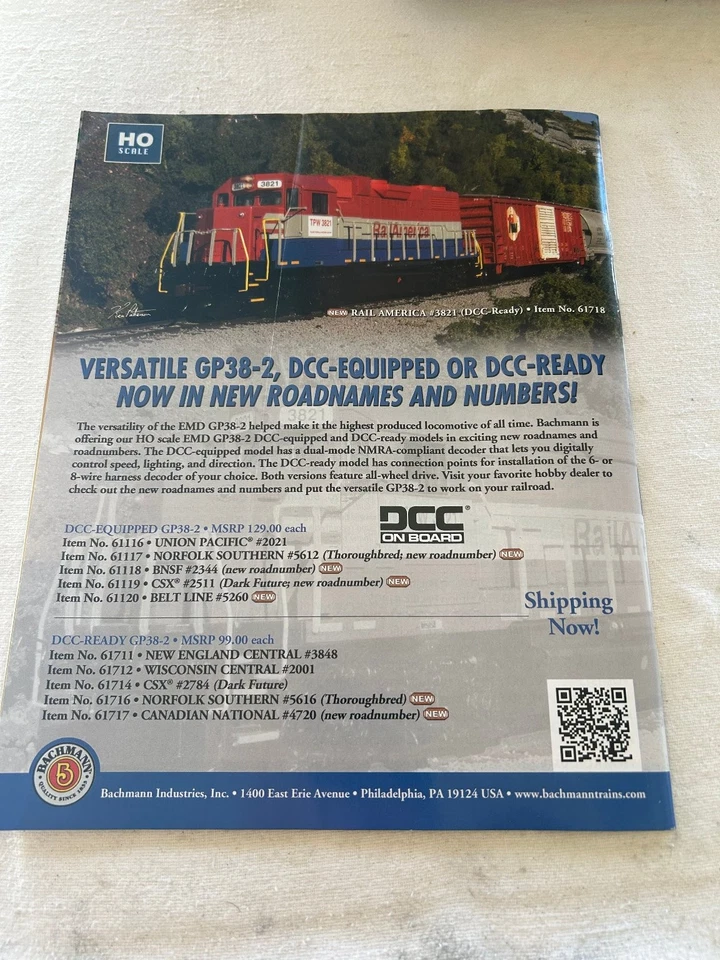 HO
SCALE
3821
TPW 3821
RailAmerica
NEW RAIL AMERICA #3821 (DCC-Ready) • Item No. 61718
VERSATILE GP38-2, DCC-EQUIPPED OR DCC-READY
NOW IN NEW ROADNAMES AND NUMBERS!
The versatility of the EMD GP38-2 helped make it the highest produced locomotive of all time. Bachmann is
offering our HO scale EMD GP38-2 DCC-equipped and DCC-ready models in exciting new roadnames and
roadnumbers. The DCC-equipped model has a dual-mode NMRA-compliant decoder that lets you digitally
control speed, lighting, and direction. The DCC-ready model has connection points for installation of the 6- or
8-wire harness decoder of your choice. Both versions feature all-wheel drive. Visit your favorite hobby dealer to
check out the new roadnames and numbers and put the versatile GP38-2 to work on your railroad.
DCC®
ON BOARD
DCC-EQUIPPED GP38-2 • MSRP 129.00 each
Item No. 61116 • UNION PACIFIC® #2021
Item No. 61117 • NORFOLK SOUTHERN #5612 (Thoroughbred; new roadnumber) NEW
Item No. 61118 • BNSF #2344 (new roadnumber) NEW
Item No. 61119 • CSX® #2511 (Dark Future; new roadnumber) NEW
Item No. 61120 • BELT LINE #5260 NEW
Shipping
Now!
DCC-READY GP38-2 • MSRP 99.00 each
Item No. 61711 • NEW ENGLAND CENTRAL #3848
Item No. 61712 • WISCONSIN CENTRAL #2001
Item No. 61714 • CSX® #2784 (Dark Future)
Item No. 61716 • NORFOLK SOUTHERN #5616 (Thoroughbred) NEW
Item No. 61717 • CANADIAN NATIONAL #4720 (new roadnumber) NEW
BACHMANN
QUALITY SINCE 1833
Bachmann Industries, Inc. • 1400 East Erie Avenue • Philadelphia, PA 19124 USA • www.bachmanntrains.com
3821
RailA